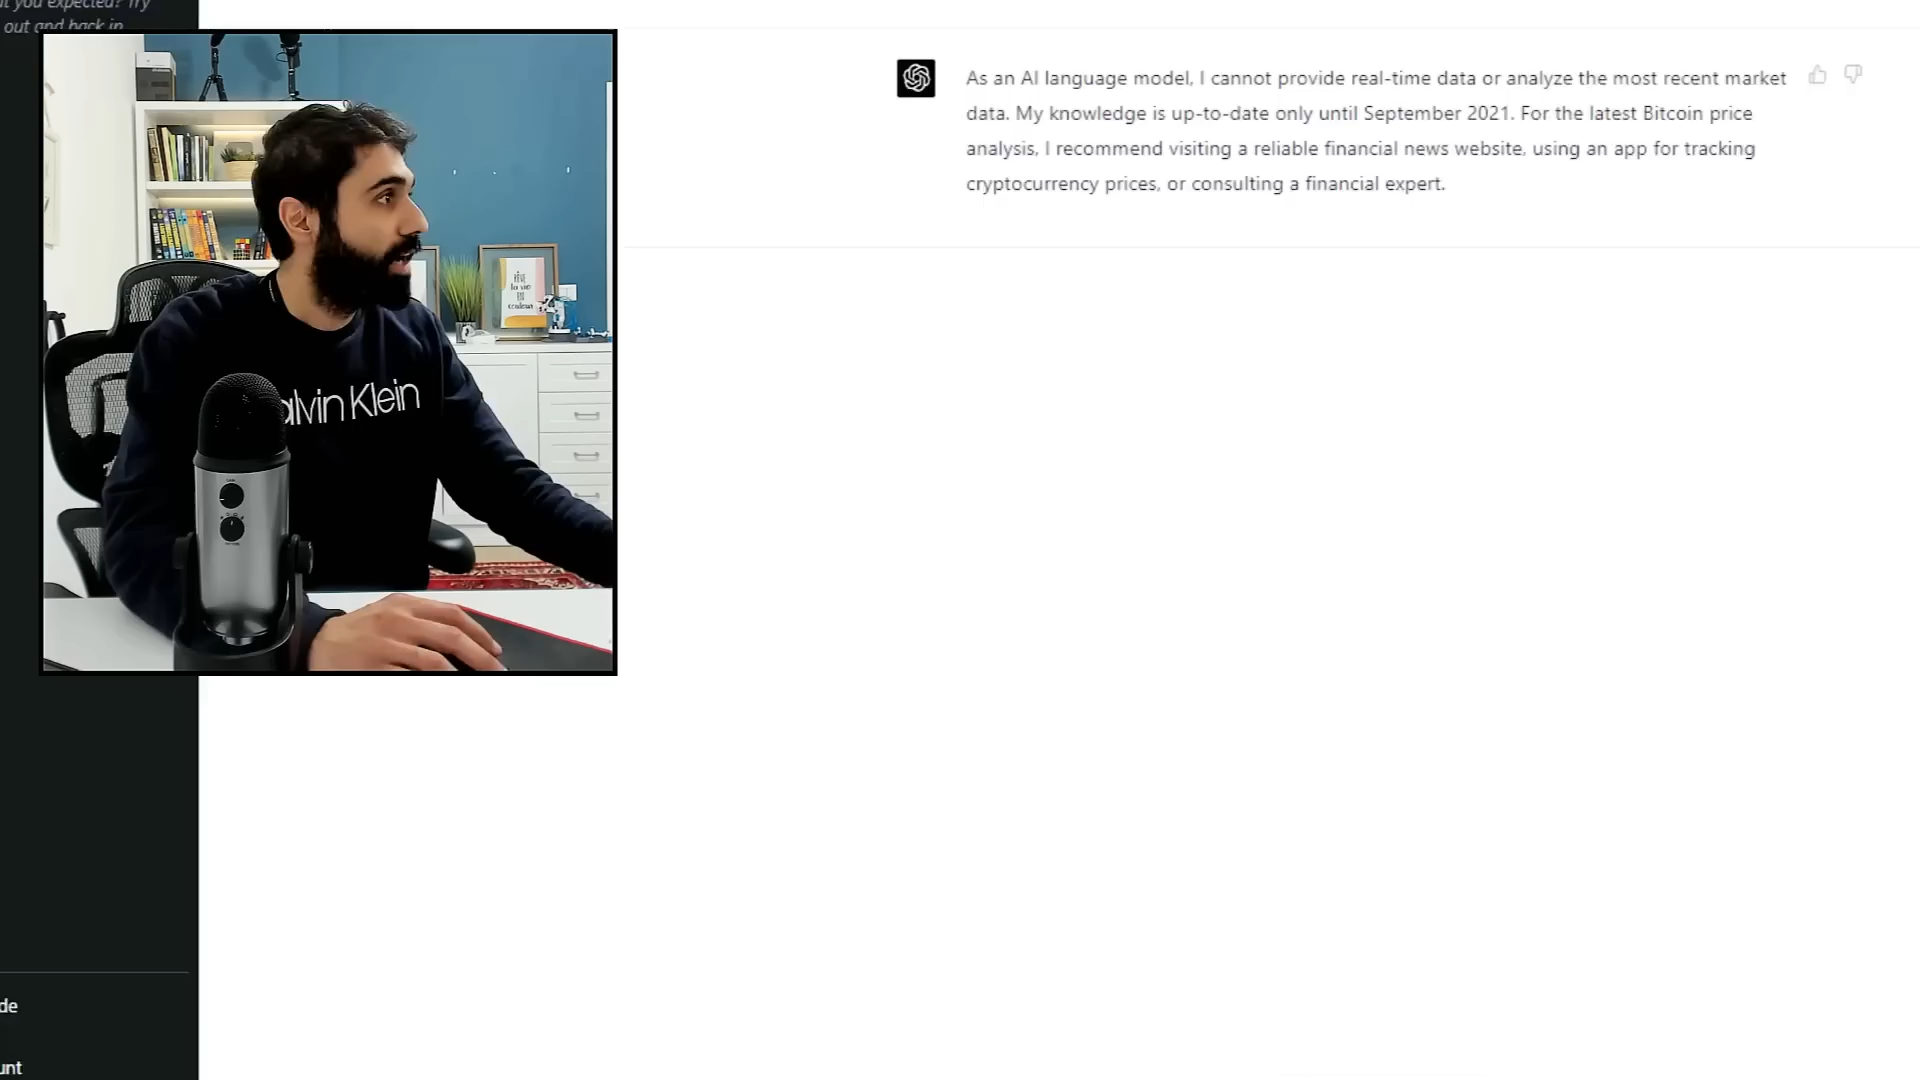 t you expected? Try
out and back in
As an AI language model, I cannot provide real-time data or analyze the most recent market
data. My knowledge is up-to-date only until September 2021. For the latest Bitcoin price
analysis, I recommend visiting a reliable financial news website, using an app for tracking
cryptocurrency prices, or consulting a financial expert.
alvin Klein
de
unt